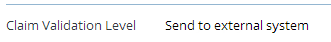 Claim Validation Level Send to external system